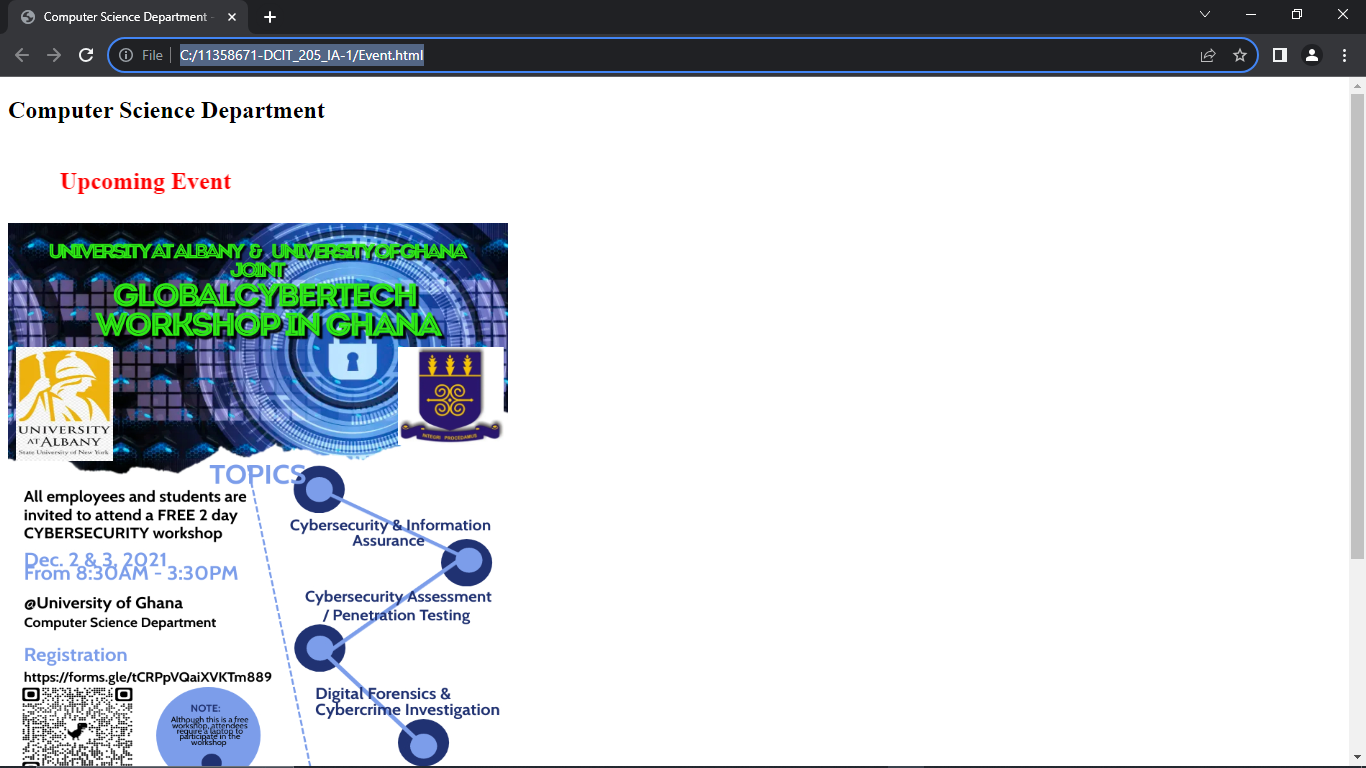 Computer Science Department -
File
C:/11358671-DCIT_205_IA-1/Event.html
Computer Science Department
Upcoming Event
UNIVERSITY AT ALBANY & UNIVERSITY OF GHANA
JOINT
GLOBALCYBERTECH
WORKSHOP IN GHANA
UNIVERSITY
AT ALBANY
State University of New York
INTEGRI PROCEDAMUS
TOPICS
All employees and students are
invited to attend a FREE 2 day
CYBERSECURITY workshop
Dec. 2 & 3, 2021
From 8:30AM - 3:30PM
@University of Ghana
Computer Science Department
Registration
https://forms.gle/tCRPpVQaiXVKTm889
NOTE:
Although this is a free
workshop, attendees
require a laptop to
participate in the
workshop
Cybersecurity & Information
Assurance
Cybersecurity Assessment
/ Penetration Testing
Digital Forensics &
Cybercrime Investigation